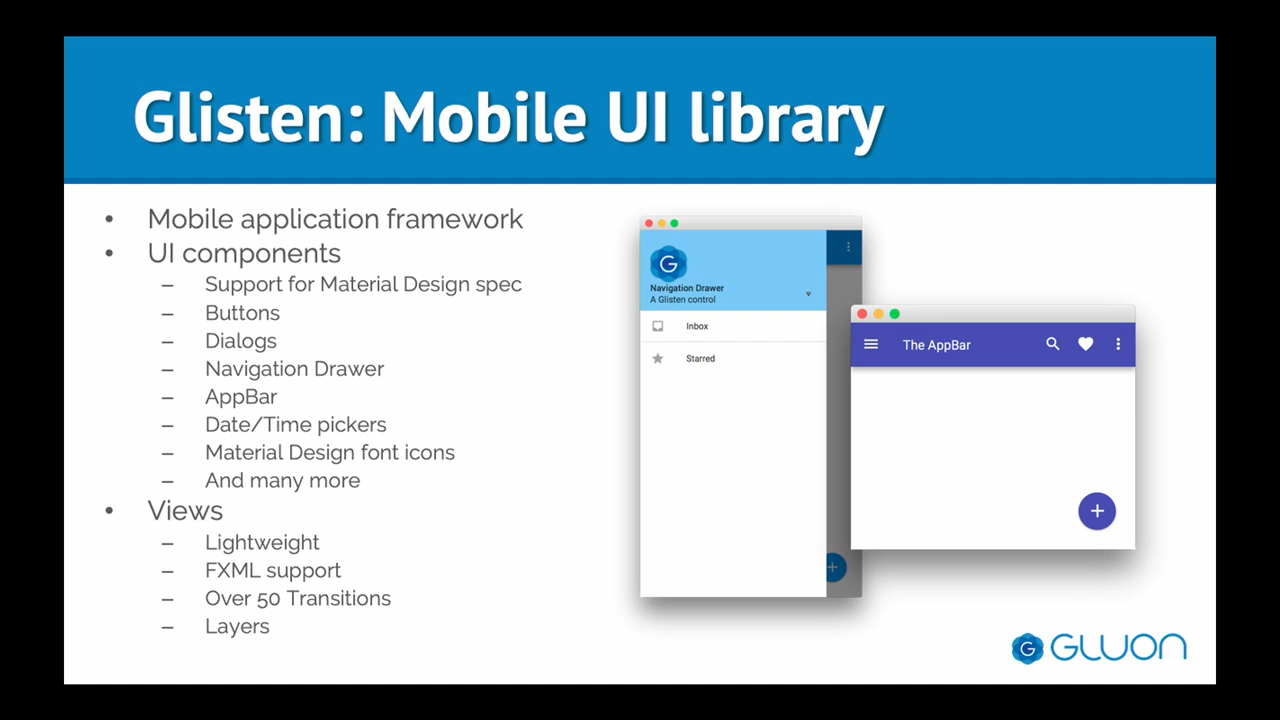 Glisten: Mobile UI library
• Mobile application framework
• UI components
– Support for Material Design spec
– Buttons
– Dialogs
– Navigation Drawer
– AppBar
– Date/Time pickers
– Material Design font icons
– And many more
• Views
– Lightweight
– FXML support
– Over 50 Transitions
– Layers
G
Navigation Drawer
A Glisten control
Inbox
Starred
The AppBar
G GLUON